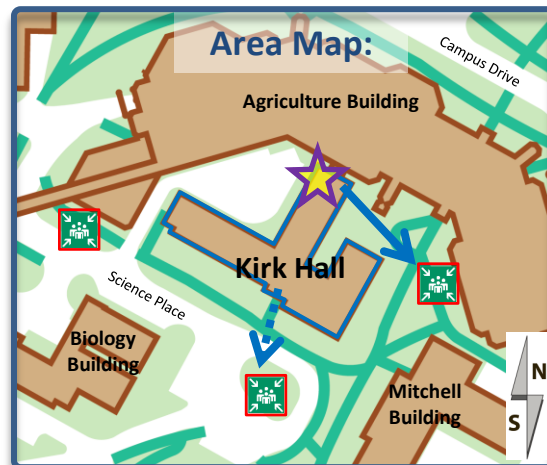 Area Map:
Campus Drive
Agriculture Building
Kirk Hall
Science Place
Biology
Building
Mitchell
Building
N
S